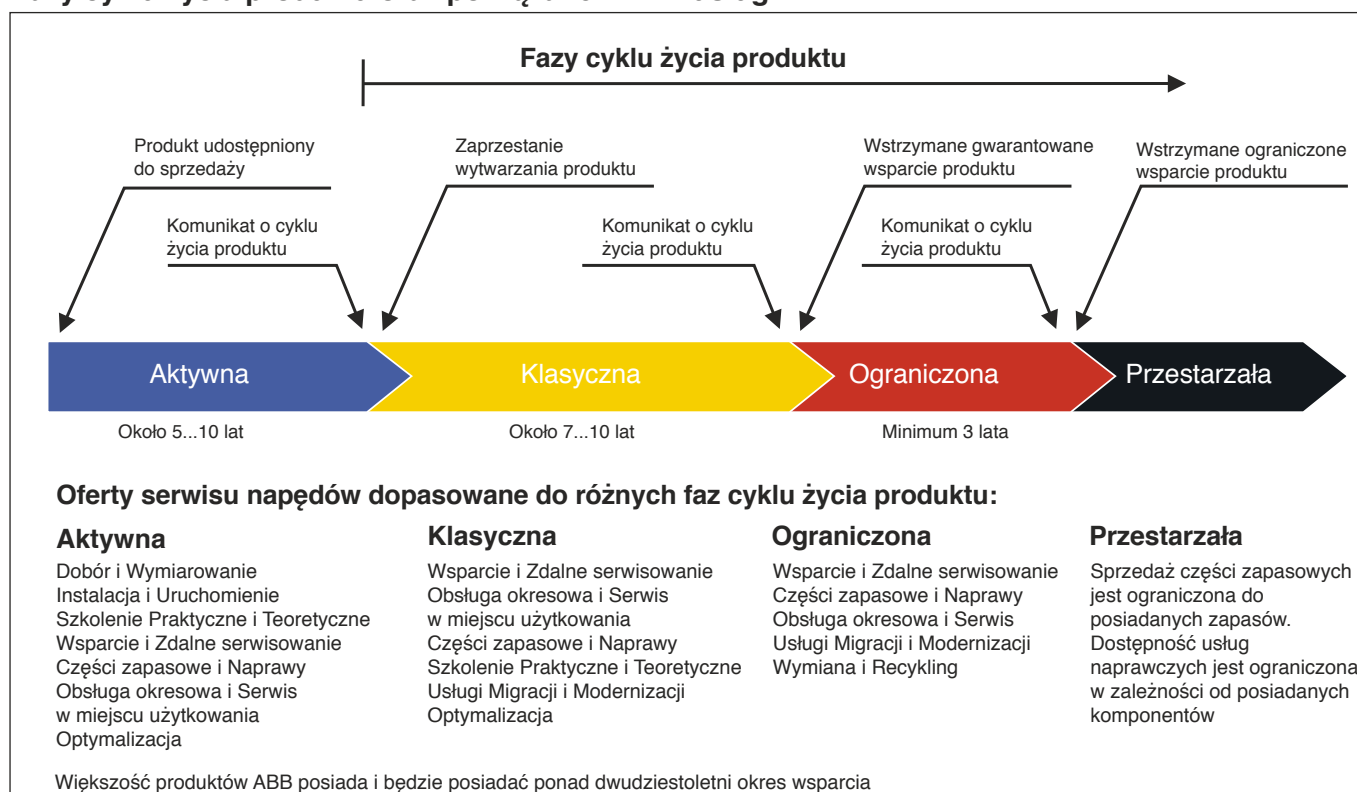 Fazy cyklu życia produktu
Produkt udostępniony
do sprzedaży
Zaprzestanie
wytwarzania produktu
Wstrzymane gwarantowane
wsparcie produktu
Wstrzymane ograniczone
wsparcie produktu
Komunikat o cyklu
życia produktu
Komunikat o cyklu
życia produktu
Komunikat o cyklu
życia produktu
Aktywna
Klasyczna
Ograniczona
Przestarzała
Około 5...10 lat
Około 7...10 lat
Minimum 3 lata
Oferty serwisu napędów dopasowane do różnych faz cyklu życia produktu:
Aktywna
Dobór i Wymiarowanie
Instalacja i Uruchomienie
Szkolenie Praktyczne i Teoretyczne
Wsparcie i Zdalne serwisowanie
Części zapasowe i Naprawy
Obsługa okresowa i Serwis
w miejscu użytkowania
Optymalizacja
Klasyczna
Wsparcie i Zdalne serwisowanie
Obsługa okresowa i Serwis
w miejscu użytkowania
Części zapasowe i Naprawy
Szkolenie Praktyczne i Teoretyczne
Usługi Migracji i Modernizacji
Optymalizacja
Ograniczona
Wsparcie i Zdalne serwisowanie
Części zapasowe i Naprawy
Obsługa okresowa i Serwis
Usługi Migracji i Modernizacji
Wymiana i Recykling
Przestarzała
Sprzedaż części zapasowych
jest ograniczona do
posiadanych zapasów.
Dostępność usług
naprawczych jest ograniczona
w zależności od posiadanych
komponentów
Większość produktów ABB posiada i będzie posiadać ponad dwudziestoletni okres wsparcia